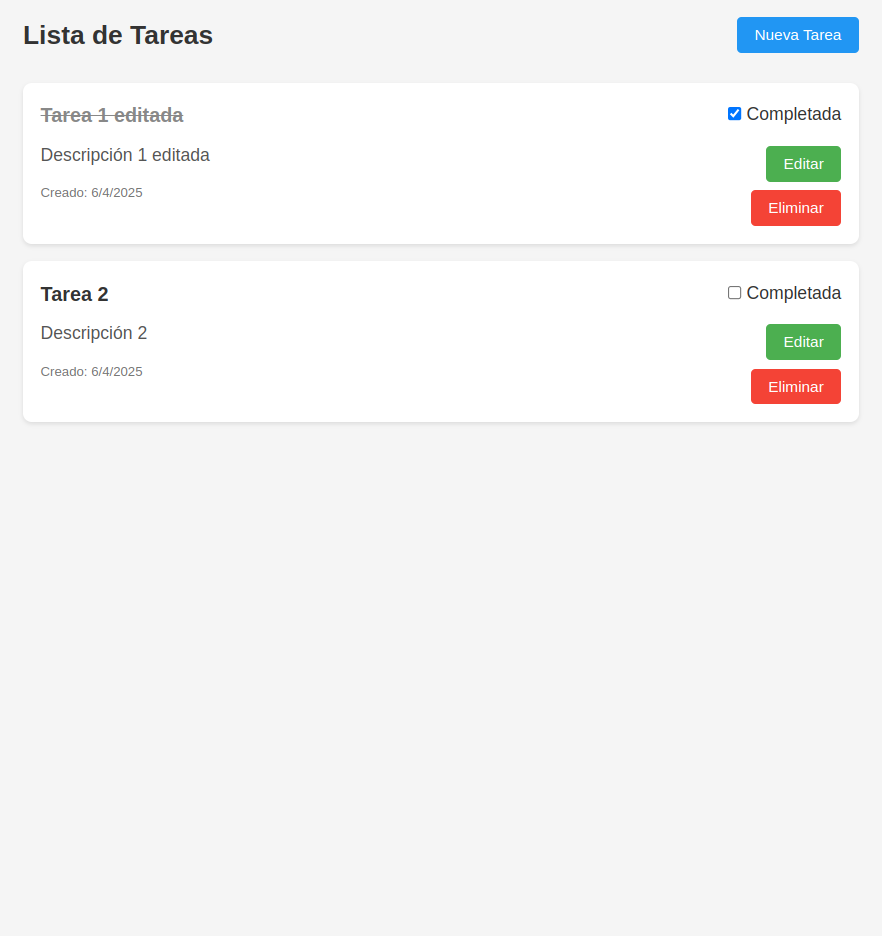 Lista de Tareas
Nueva Tarea
Tarea 1 editada
Completada
Descripción 1 editada
Editar
Creado: 6/4/2025
Eliminar
Tarea 2
Completada
Descripción 2
Editar
Creado: 6/4/2025
Eliminar